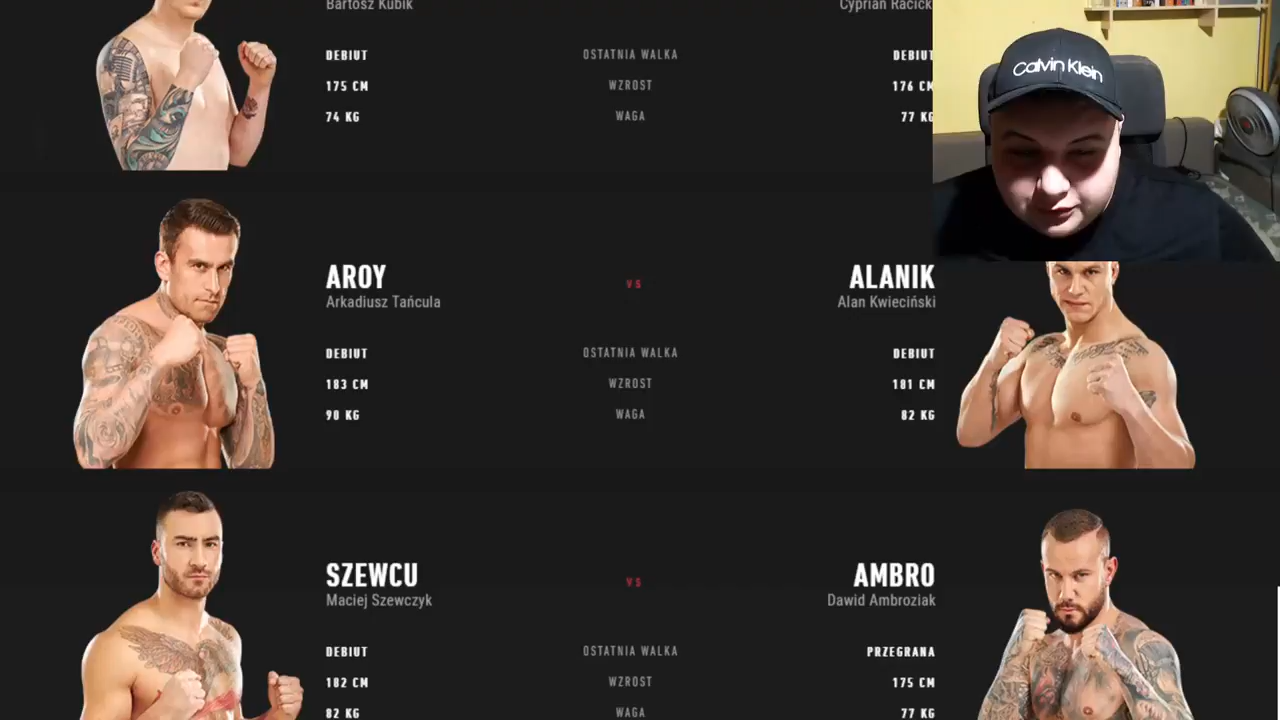 Bartosz Kubik
Cyprian Racick
DEBIUT OSTATNIA WALKA DEBIUT
175 CM WZROST 176 CM
74 KG WAGA 77 KG
Calvin Klein
AROY VS ALANIK
Arkadiusz Tańcula Alan Kwieciński
DEBIUT OSTATNIA WALKA DEBIUT
183 CM WZROST 181 CM
90 KG WAGA 82 KG
SZEWCU VS AMBRO
Maciej Szewczyk Dawid Ambroziak
DEBIUT OSTATNIA WALKA PRZEGRANA
182 CM WZROST 175 CM
82 KG WAGA 77 KG